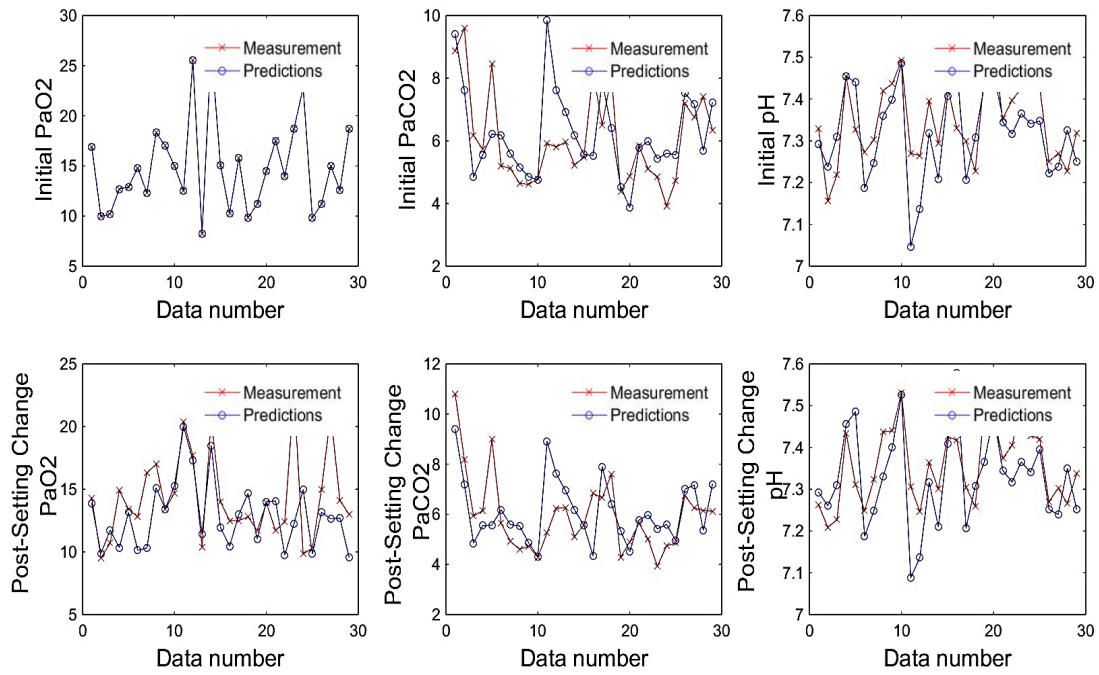 30
25
20
15
10
5
Initial PaO2
Measurement
Predictions
0
10
20
30
Data number
10
8
6
4
2
Initial PaCO2
Measurement
Predictions
0
10
20
30
Data number
7.6
7.5
7.4
7.3
7.2
7.1
7
Initial pH
Measurement
Predictions
0
10
20
30
Data number
25
20
15
10
5
Post-Setting Change
PaO2
Measurement
Predictions
0
10
20
30
Data number
12
10
8
6
4
2
Post-Setting Change
PaCO2
Measurement
Predictions
0
10
20
30
Data number
7.6
7.5
7.4
7.3
7.2
7.1
7
Post-Setting Change
pH
Measurement
Predictions
0
10
20
30
Data number